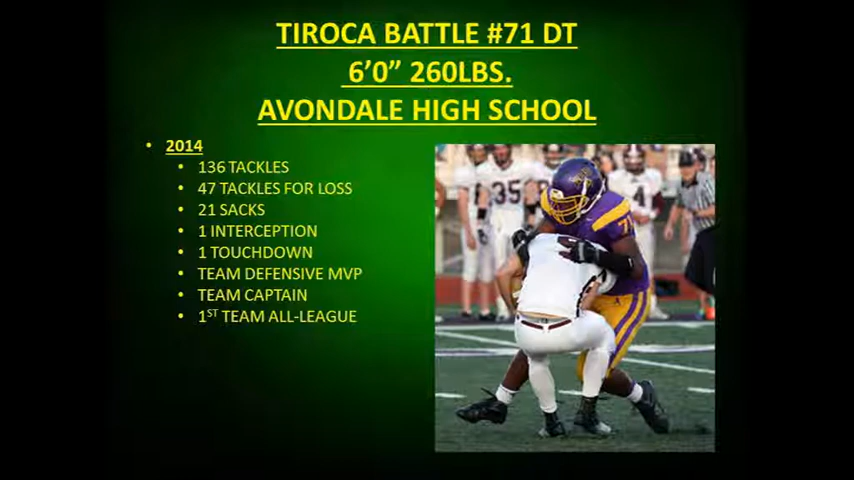 TIROCA BATTLE #71 DT
6’0” 260LBS.
AVONDALE HIGH SCHOOL
• 2014
• 136 TACKLES
• 47 TACKLES FOR LOSS
• 21 SACKS
• 1 INTERCEPTION
• 1 TOUCHDOWN
• TEAM DEFENSIVE MVP
• TEAM CAPTAIN
• 1ST TEAM ALL-LEAGUE
35
4
7